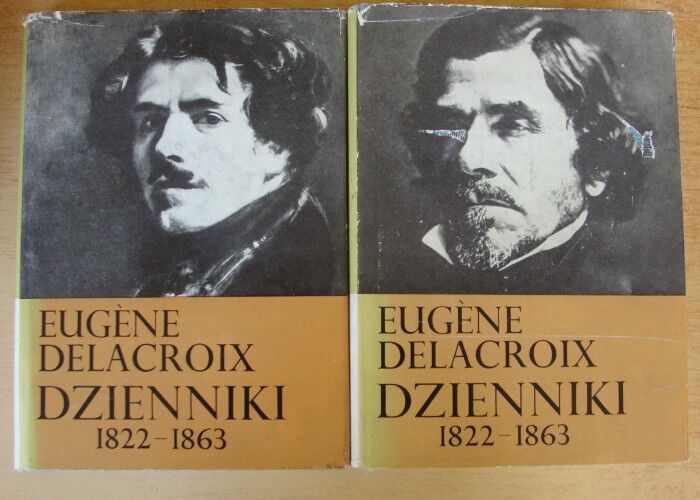 EUGÈNE
DELACROIX
DZIENNIKI
1822-1863
EUGÈNE
DELACROIX
DZIENNIKI
1822-1863